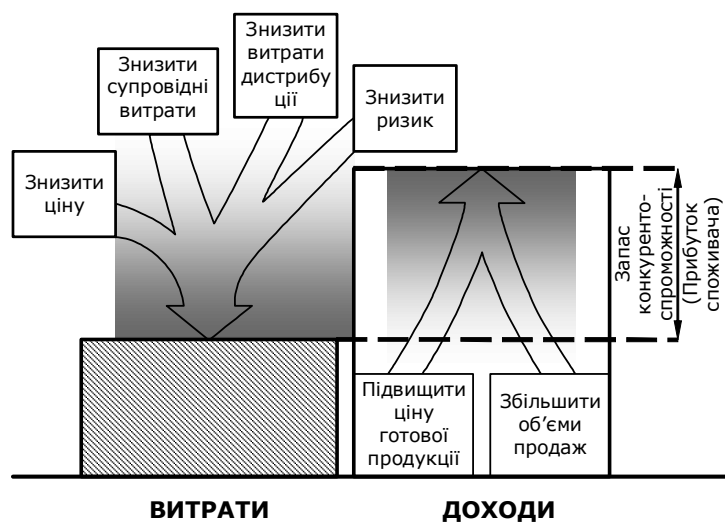 Знизити
супровідні
витрати
Знизити
витрати
дистрибу
ції
Знизити
ризик
Знизити
ціну
Запас
конкуренто-
спроможності
(Прибуток
споживача)
Підвищити
ціну
готової
продукції
Збільшити
об’єми
продаж
ВИТРАТИ
ДОХОДИ